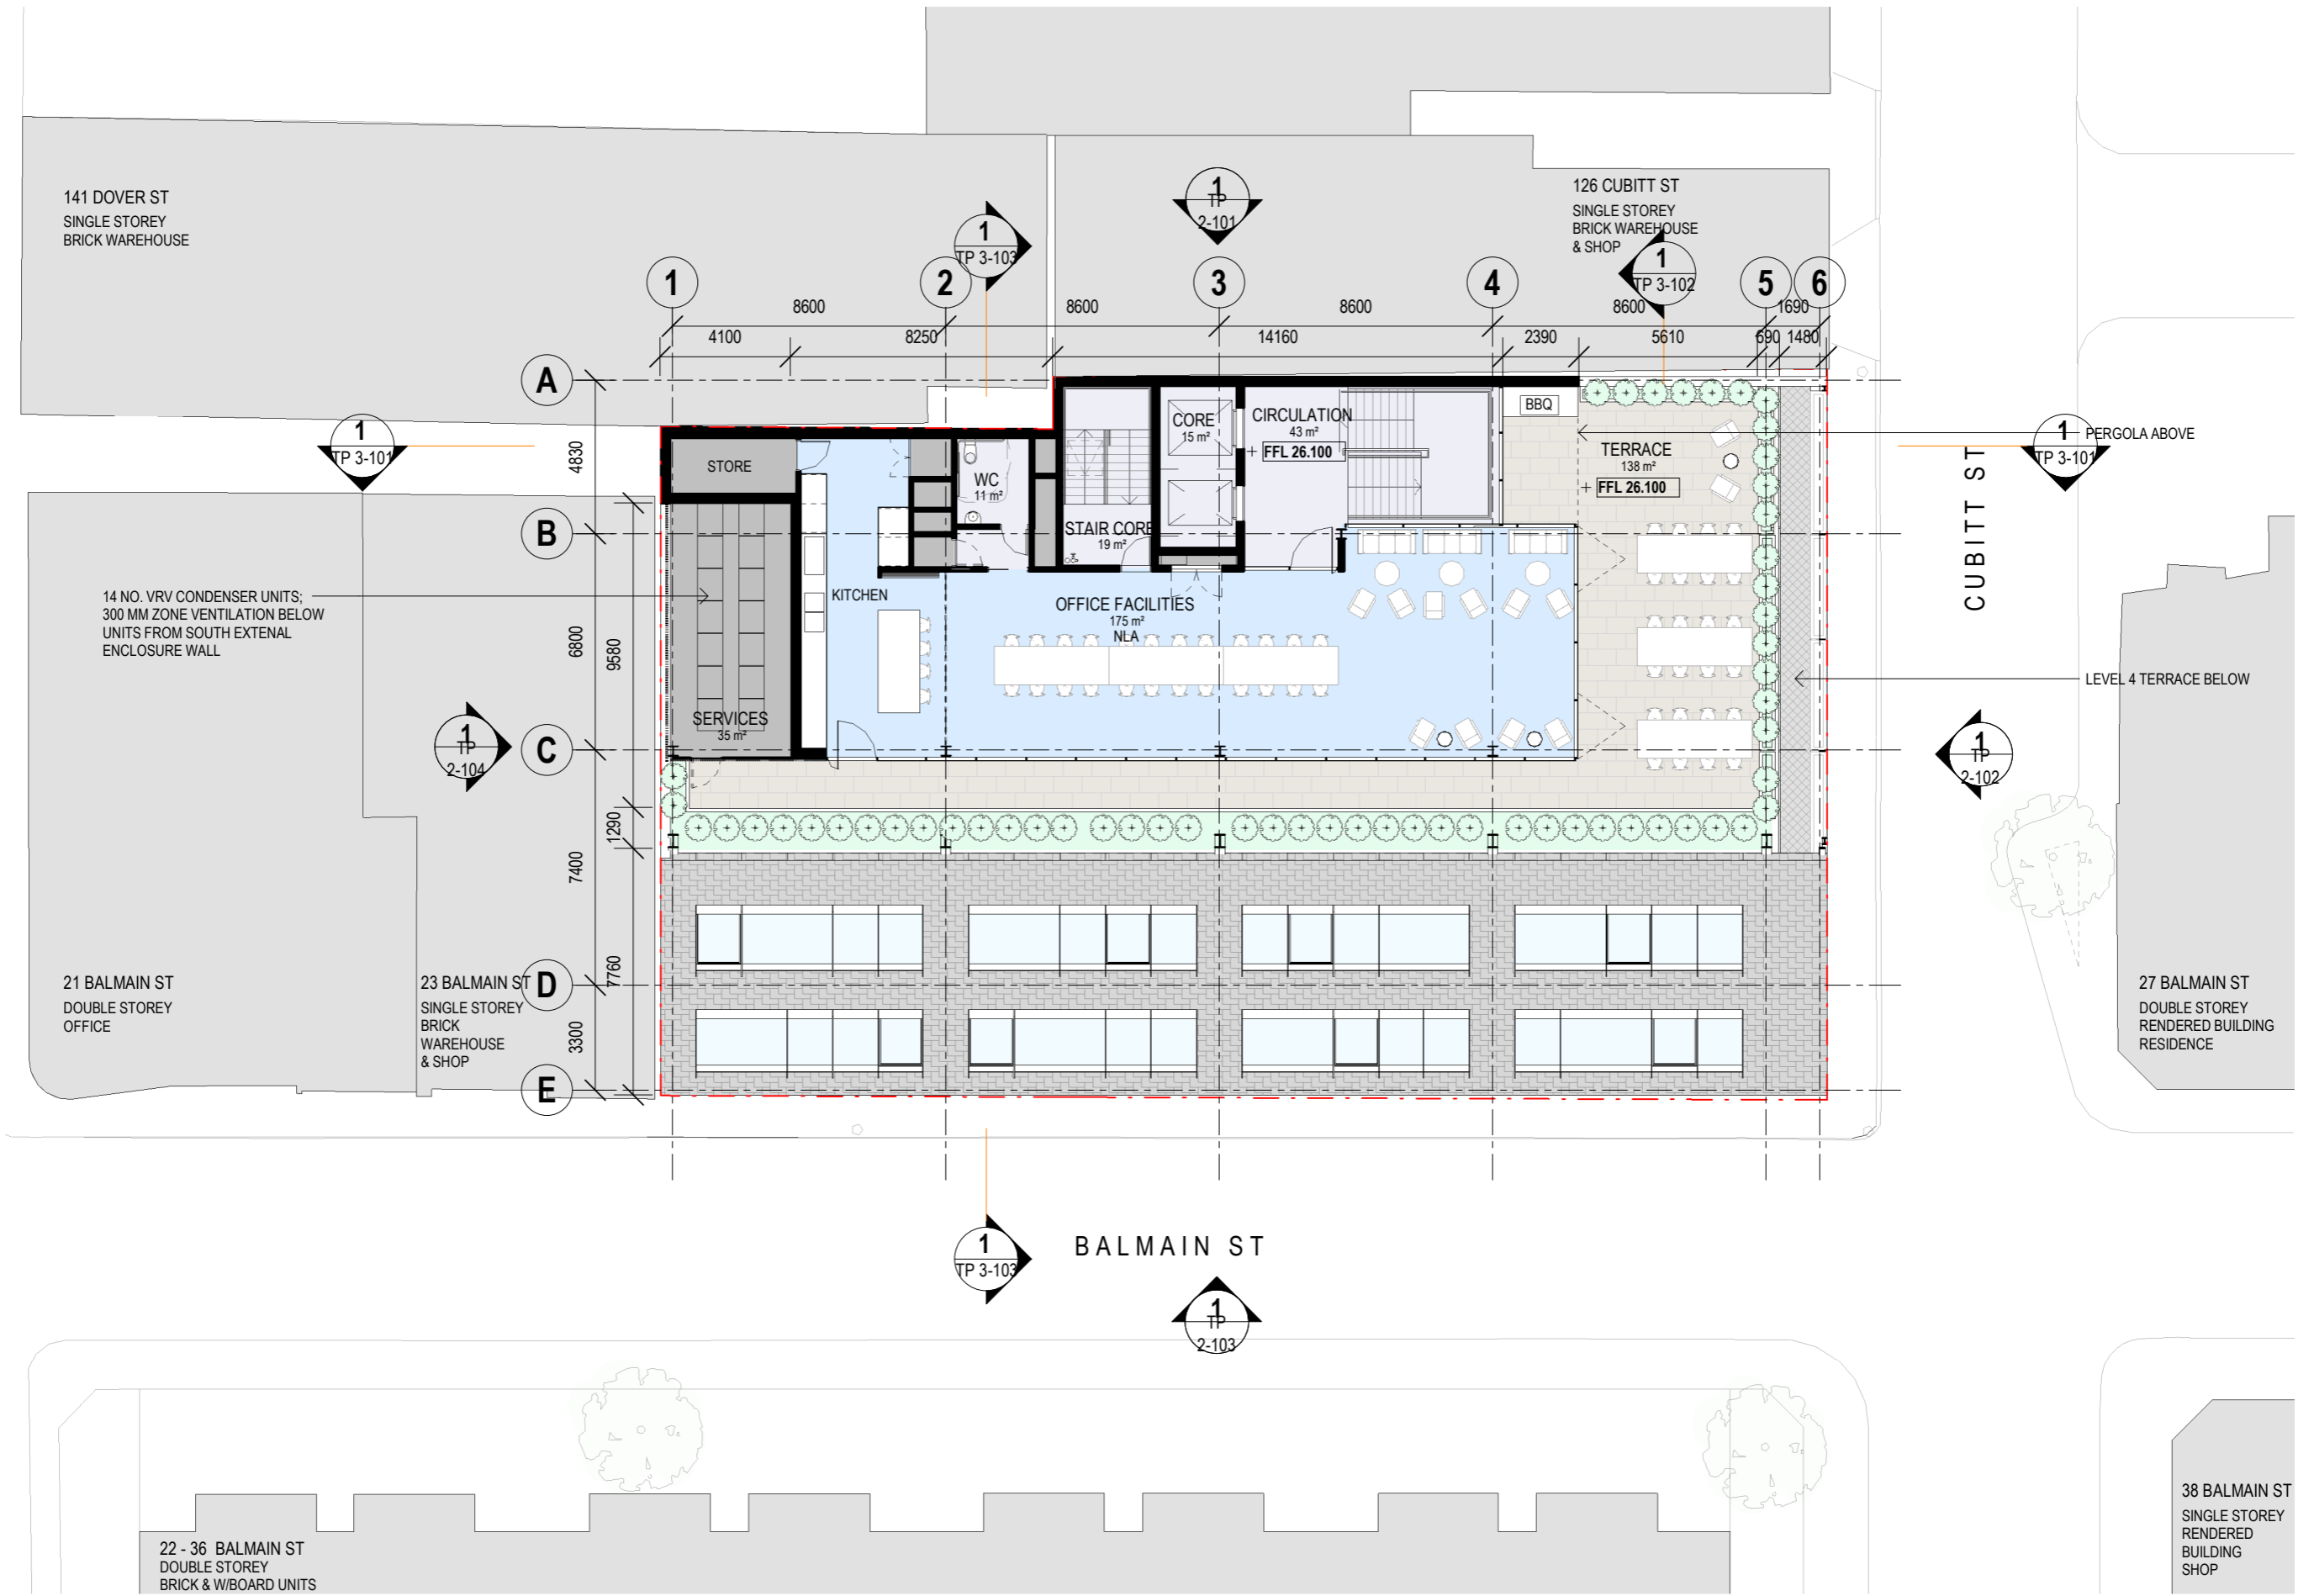 141 DOVER ST
SINGLE STOREY
BRICK WAREHOUSE
126 CUBITT ST
SINGLE STOREY
BRICK WAREHOUSE
& SHOP
1
TP
2-101
1
TP 3-103
1
TP 3-102
1
2
3
4
5
6
8600
8600
8600
8600
1690
4100
8250
14160
2390
5610
690
1480
A
B
C
D
E
4830
6800
7400
3300
9580
1290
7760
1
TP 3-101
1
TP 3-101
PERGOLA ABOVE
CUBITT ST
LEVEL 4 TERRACE BELOW
STORE
WC
11 m²
STAIR CORE
19 m²
CORE
15 m²
CIRCULATION
43 m²
FFL 26.100
BBQ
TERRACE
138 m²
FFL 26.100
KITCHEN
OFFICE FACILITIES
175 m²
NLA
SERVICES
35 m²
14 NO. VRV CONDENSER UNITS;
300 MM ZONE VENTILATION BELOW
UNITS FROM SOUTH EXTENAL
ENCLOSURE WALL
1
TP
2-104
1
TP
2-102
21 BALMAIN ST
DOUBLE STOREY
OFFICE
23 BALMAIN ST
SINGLE STOREY
BRICK
WAREHOUSE
& SHOP
27 BALMAIN ST
DOUBLE STOREY
RENDERED BUILDING
RESIDENCE
1
TP 3-103
BALMAIN ST
1
TP
2-103
22 - 36 BALMAIN ST
DOUBLE STOREY
BRICK & W/BOARD UNITS
38 BALMAIN ST
SINGLE STOREY
RENDERED
BUILDING
SHOP